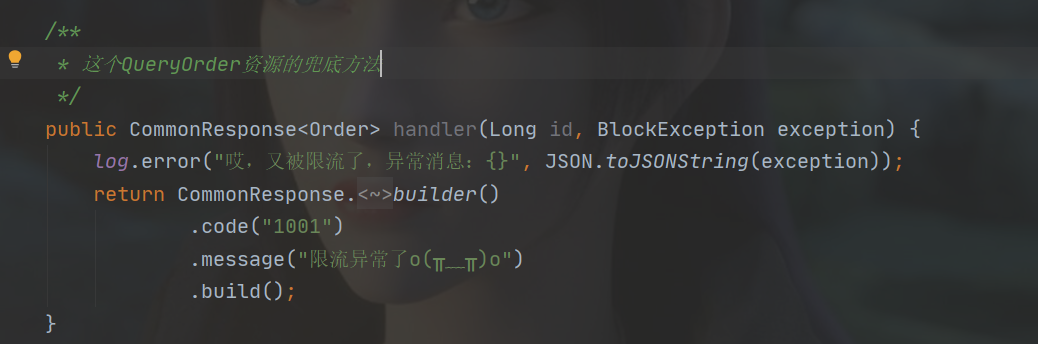 /**
* 这个QueryOrder资源的兜底方法
*/
public CommonResponse<Order> handler(Long id, BlockException exception) {
log.error("哎，又被限流了，异常消息：{}", JSON.toJSONString(exception));
return CommonResponse.<~>builder()
.code("1001")
.message("限流异常了o(╥﹏╥)o")
.build();
}